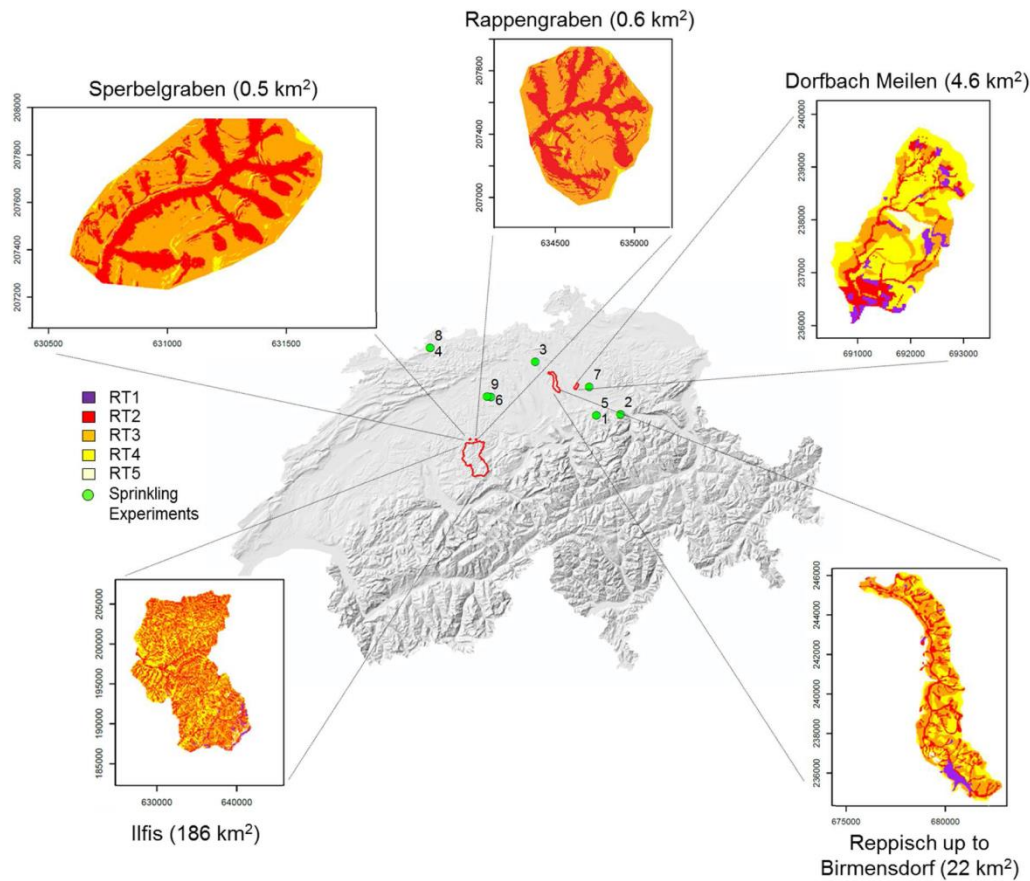 Rappengraben (0.6 km²)
207800
207400
207000
634500 635000
Sperbelgraben (0.5 km²)
208000
207800
207600
207400
207200
630500 631000 631500
Dorfbach Meilen (4.6 km²)
240000
239000
238000
237000
236000
691000 692000 693000
8
4
3
9
6
7
5
2
1
RT1
RT2
RT3
RT4
RT5
Sprinkling
Experiments
205000
200000
195000
190000
185000
630000 640000
Ilfis (186 km²)
246000
244000
242000
240000
238000
236000
675000 680000
Reppisch up to
Birmensdorf (22 km²)